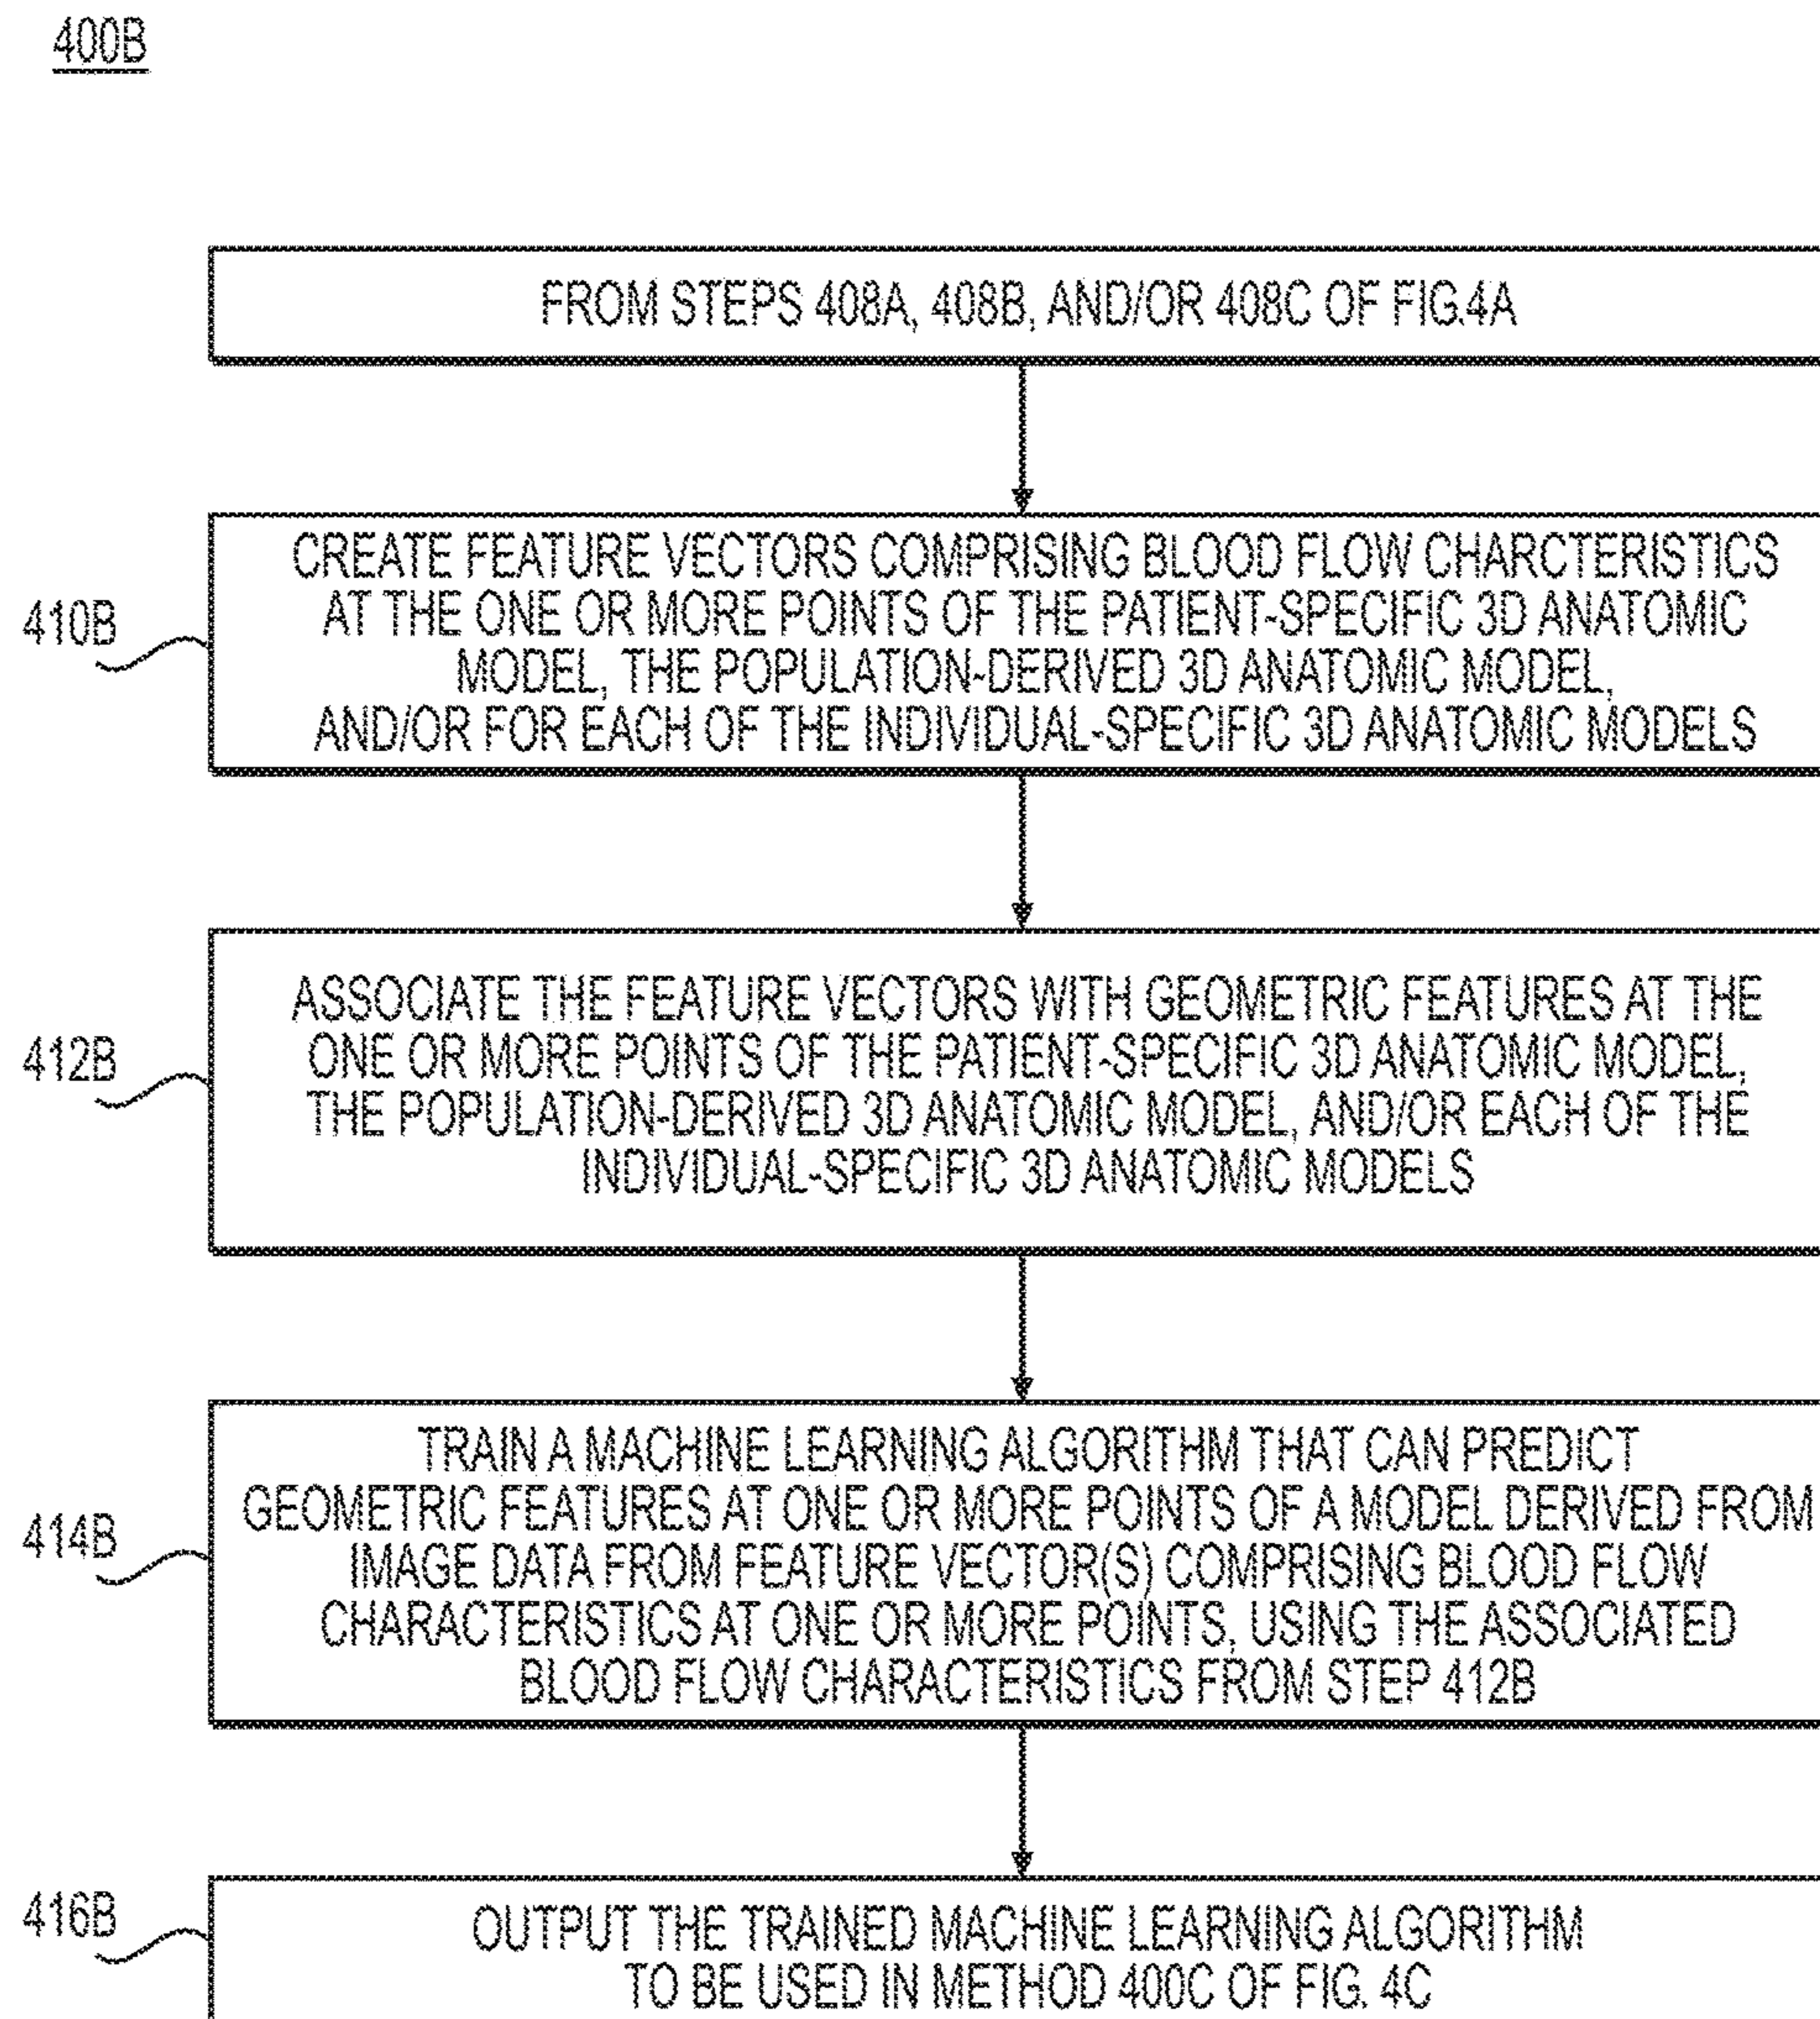 400B
FROM STEPS 408A, 408B, AND/OR 408C OF FIG.4A
410B
CREATE FEATURE VECTORS COMPRISING BLOOD FLOW CHARCTERISTICS
AT THE ONE OR MORE POINTS OF THE PATIENT-SPECIFIC 3D ANATOMIC
MODEL, THE POPULATION-DERIVED 3D ANATOMIC MODEL,
AND/OR FOR EACH OF THE INDIVIDUAL-SPECIFIC 3D ANATOMIC MODELS
412B
ASSOCIATE THE FEATURE VECTORS WITH GEOMETRIC FEATURES AT THE
ONE OR MORE POINTS OF THE PATIENT-SPECIFIC 3D ANATOMIC MODEL,
THE POPULATION-DERIVED 3D ANATOMIC MODEL, AND/OR EACH OF THE
INDIVIDUAL-SPECIFIC 3D ANATOMIC MODELS
414B
TRAIN A MACHINE LEARNING ALGORITHM THAT CAN PREDICT
GEOMETRIC FEATURES AT ONE OR MORE POINTS OF A MODEL DERIVED FROM
IMAGE DATA FROM FEATURE VECTOR(S) COMPRISING BLOOD FLOW
CHARACTERISTICS AT ONE OR MORE POINTS, USING THE ASSOCIATED
BLOOD FLOW CHARACTERISTICS FROM STEP 412B
416B
OUTPUT THE TRAINED MACHINE LEARNING ALGORITHM
TO BE USED IN METHOD 400C OF FIG. 4C